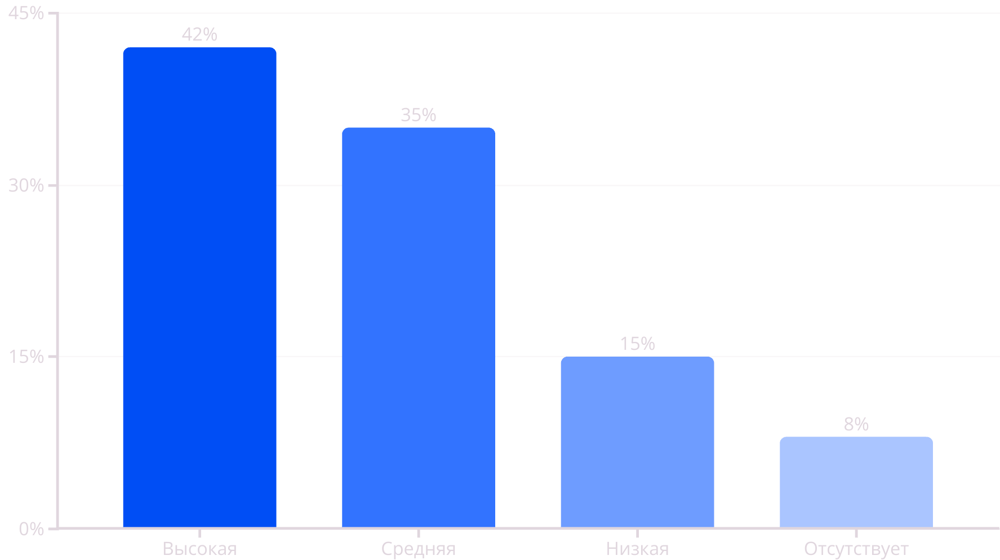 45%
42%
35%
30%
15%
15%
8%
0%
Высокая
Средняя
Низкая
Отсутствует